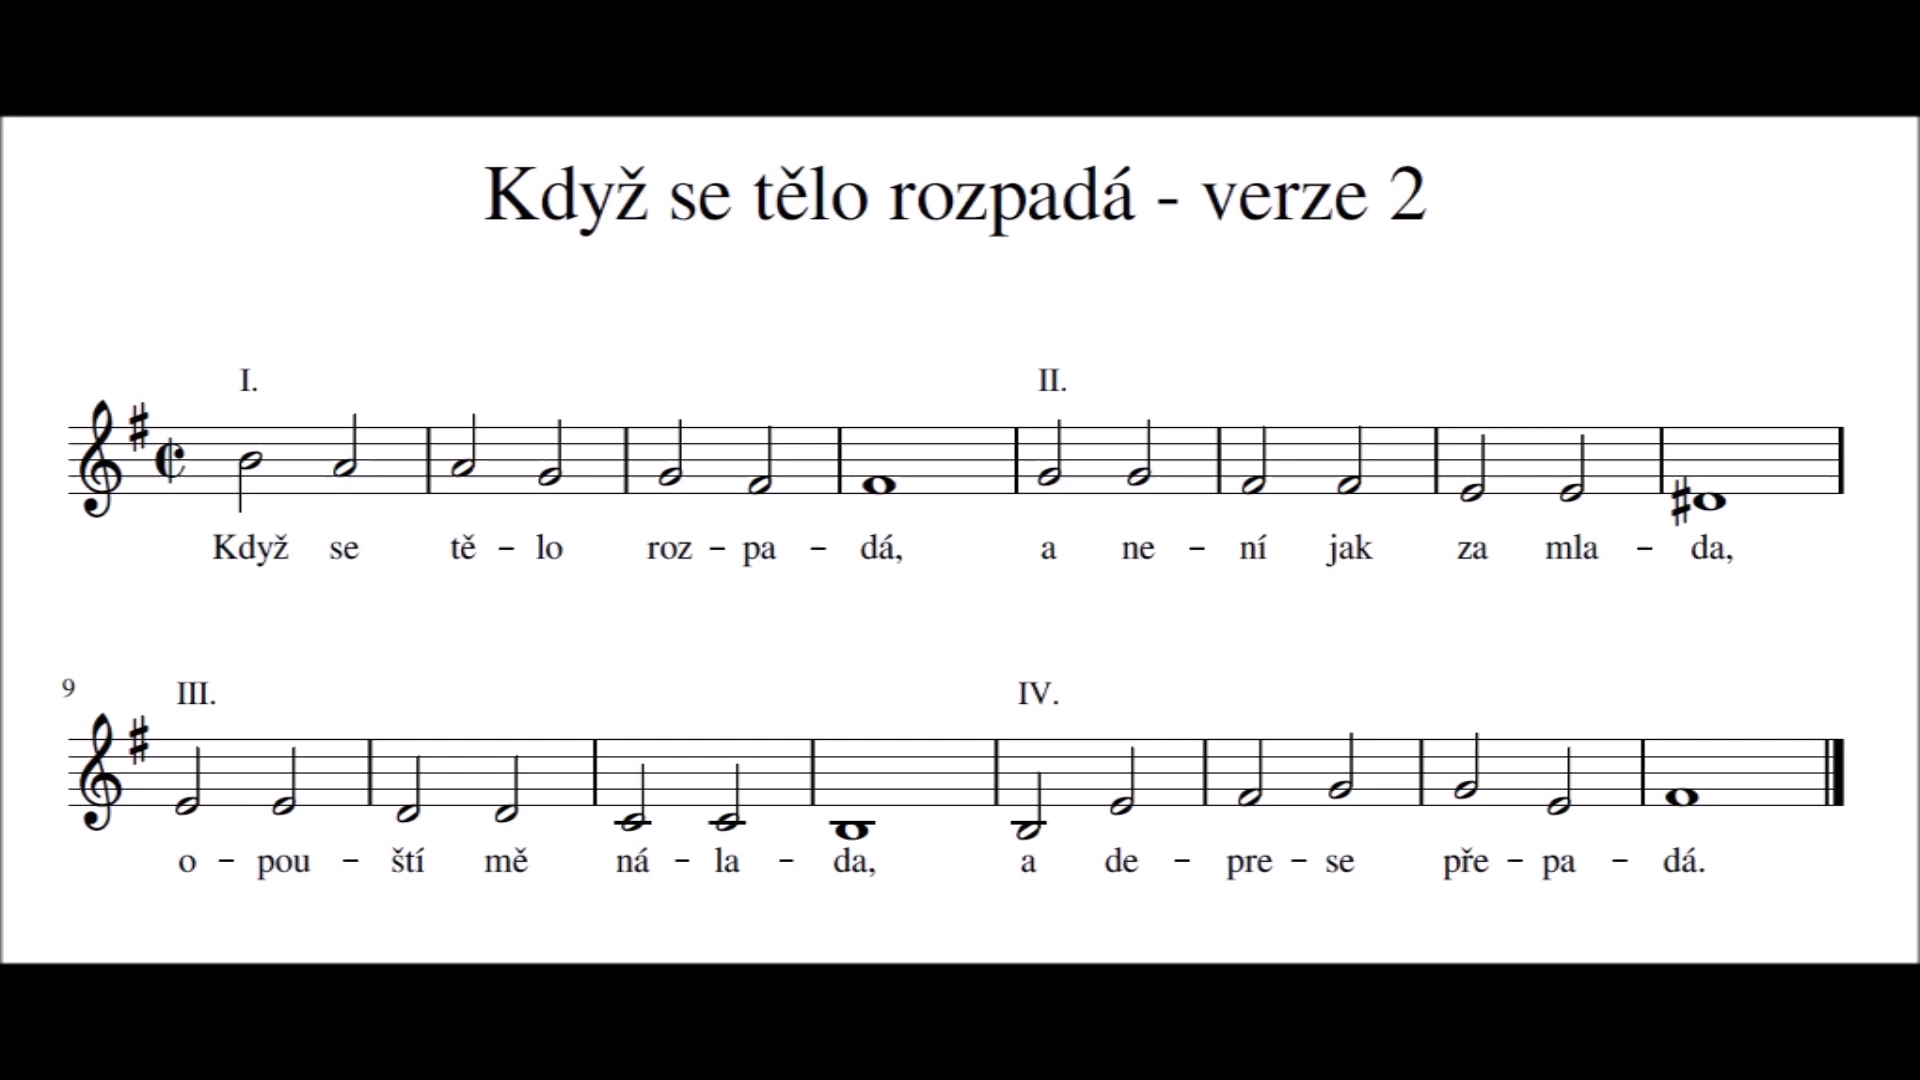 Když se tělo rozpadá - verze 2
I. II.
Když se tě - lo roz - pa - dá, a ne - ní jak za mla - da,
9 III. IV.
o - pou - ští mě ná - la - da, a de - pre - se pře - pa - dá.